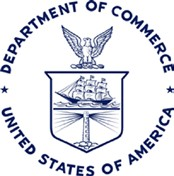 DEPARTMENT OF COMMERCE
UNITED STATES OF AMERICA